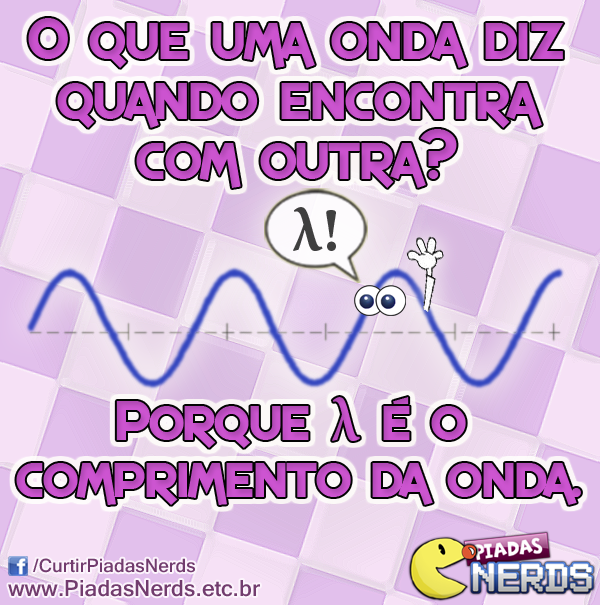 O QUE UMA ONDA DIZ
QUANDO ENCONTRA
COM OUTRA?
λ!
PORQUE λ É O
COMPRIMENTO DA ONDA.
f /CurtirPiadasNerds
www.PiadasNerds.etc.br
PIADAS
NERDS